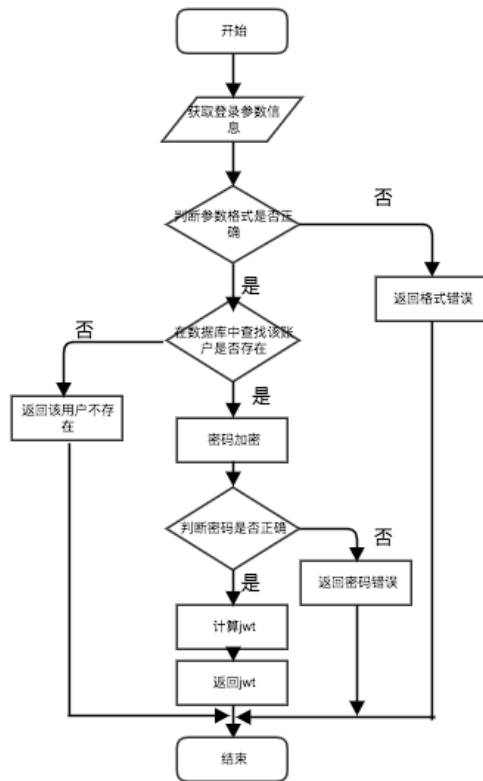 开始
获取登录参数信
息
判断参数格式是否正
确
否
返回格式错误
是
在数据库中查找该账
户是否存在
否
返回该用户不存
在
是
密码加密
判断密码是否正确
否
返回密码错误
是
计算jwt
返回jwt
结束